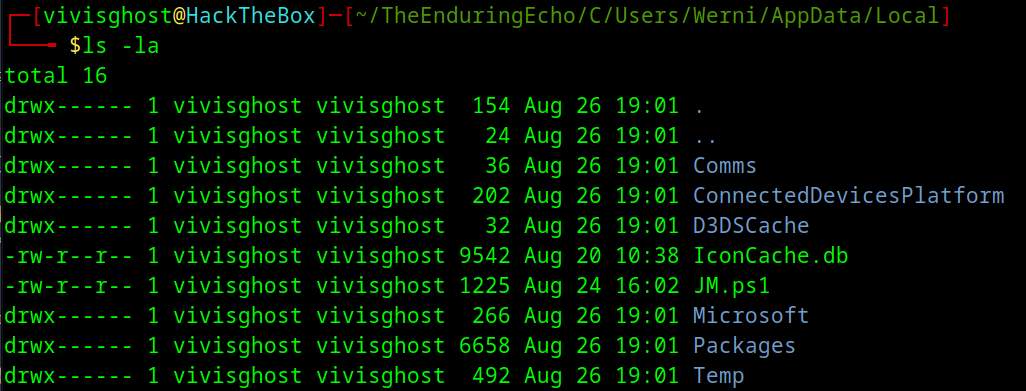 ┌─[vivisghost@HackTheBox]─[~/TheEnduringEcho/C/Users/Werni/AppData/Local]
└──╼ $ls -la
total 16
drwx------ 1 vivisghost vivisghost  154 Aug 26 19:01 .
drwx------ 1 vivisghost vivisghost   24 Aug 26 19:01 ..
drwx------ 1 vivisghost vivisghost   36 Aug 26 19:01 Comms
drwx------ 1 vivisghost vivisghost  202 Aug 26 19:01 ConnectedDevicesPlatform
drwx------ 1 vivisghost vivisghost   32 Aug 26 19:01 D3DSCache
-rw-r--r-- 1 vivisghost vivisghost 9542 Aug 20 10:38 IconCache.db
-rw-r--r-- 1 vivisghost vivisghost 1225 Aug 24 16:02 JM.ps1
drwx------ 1 vivisghost vivisghost  266 Aug 26 19:01 Microsoft
drwx------ 1 vivisghost vivisghost 6658 Aug 26 19:01 Packages
drwx------ 1 vivisghost vivisghost  492 Aug 26 19:01 Temp